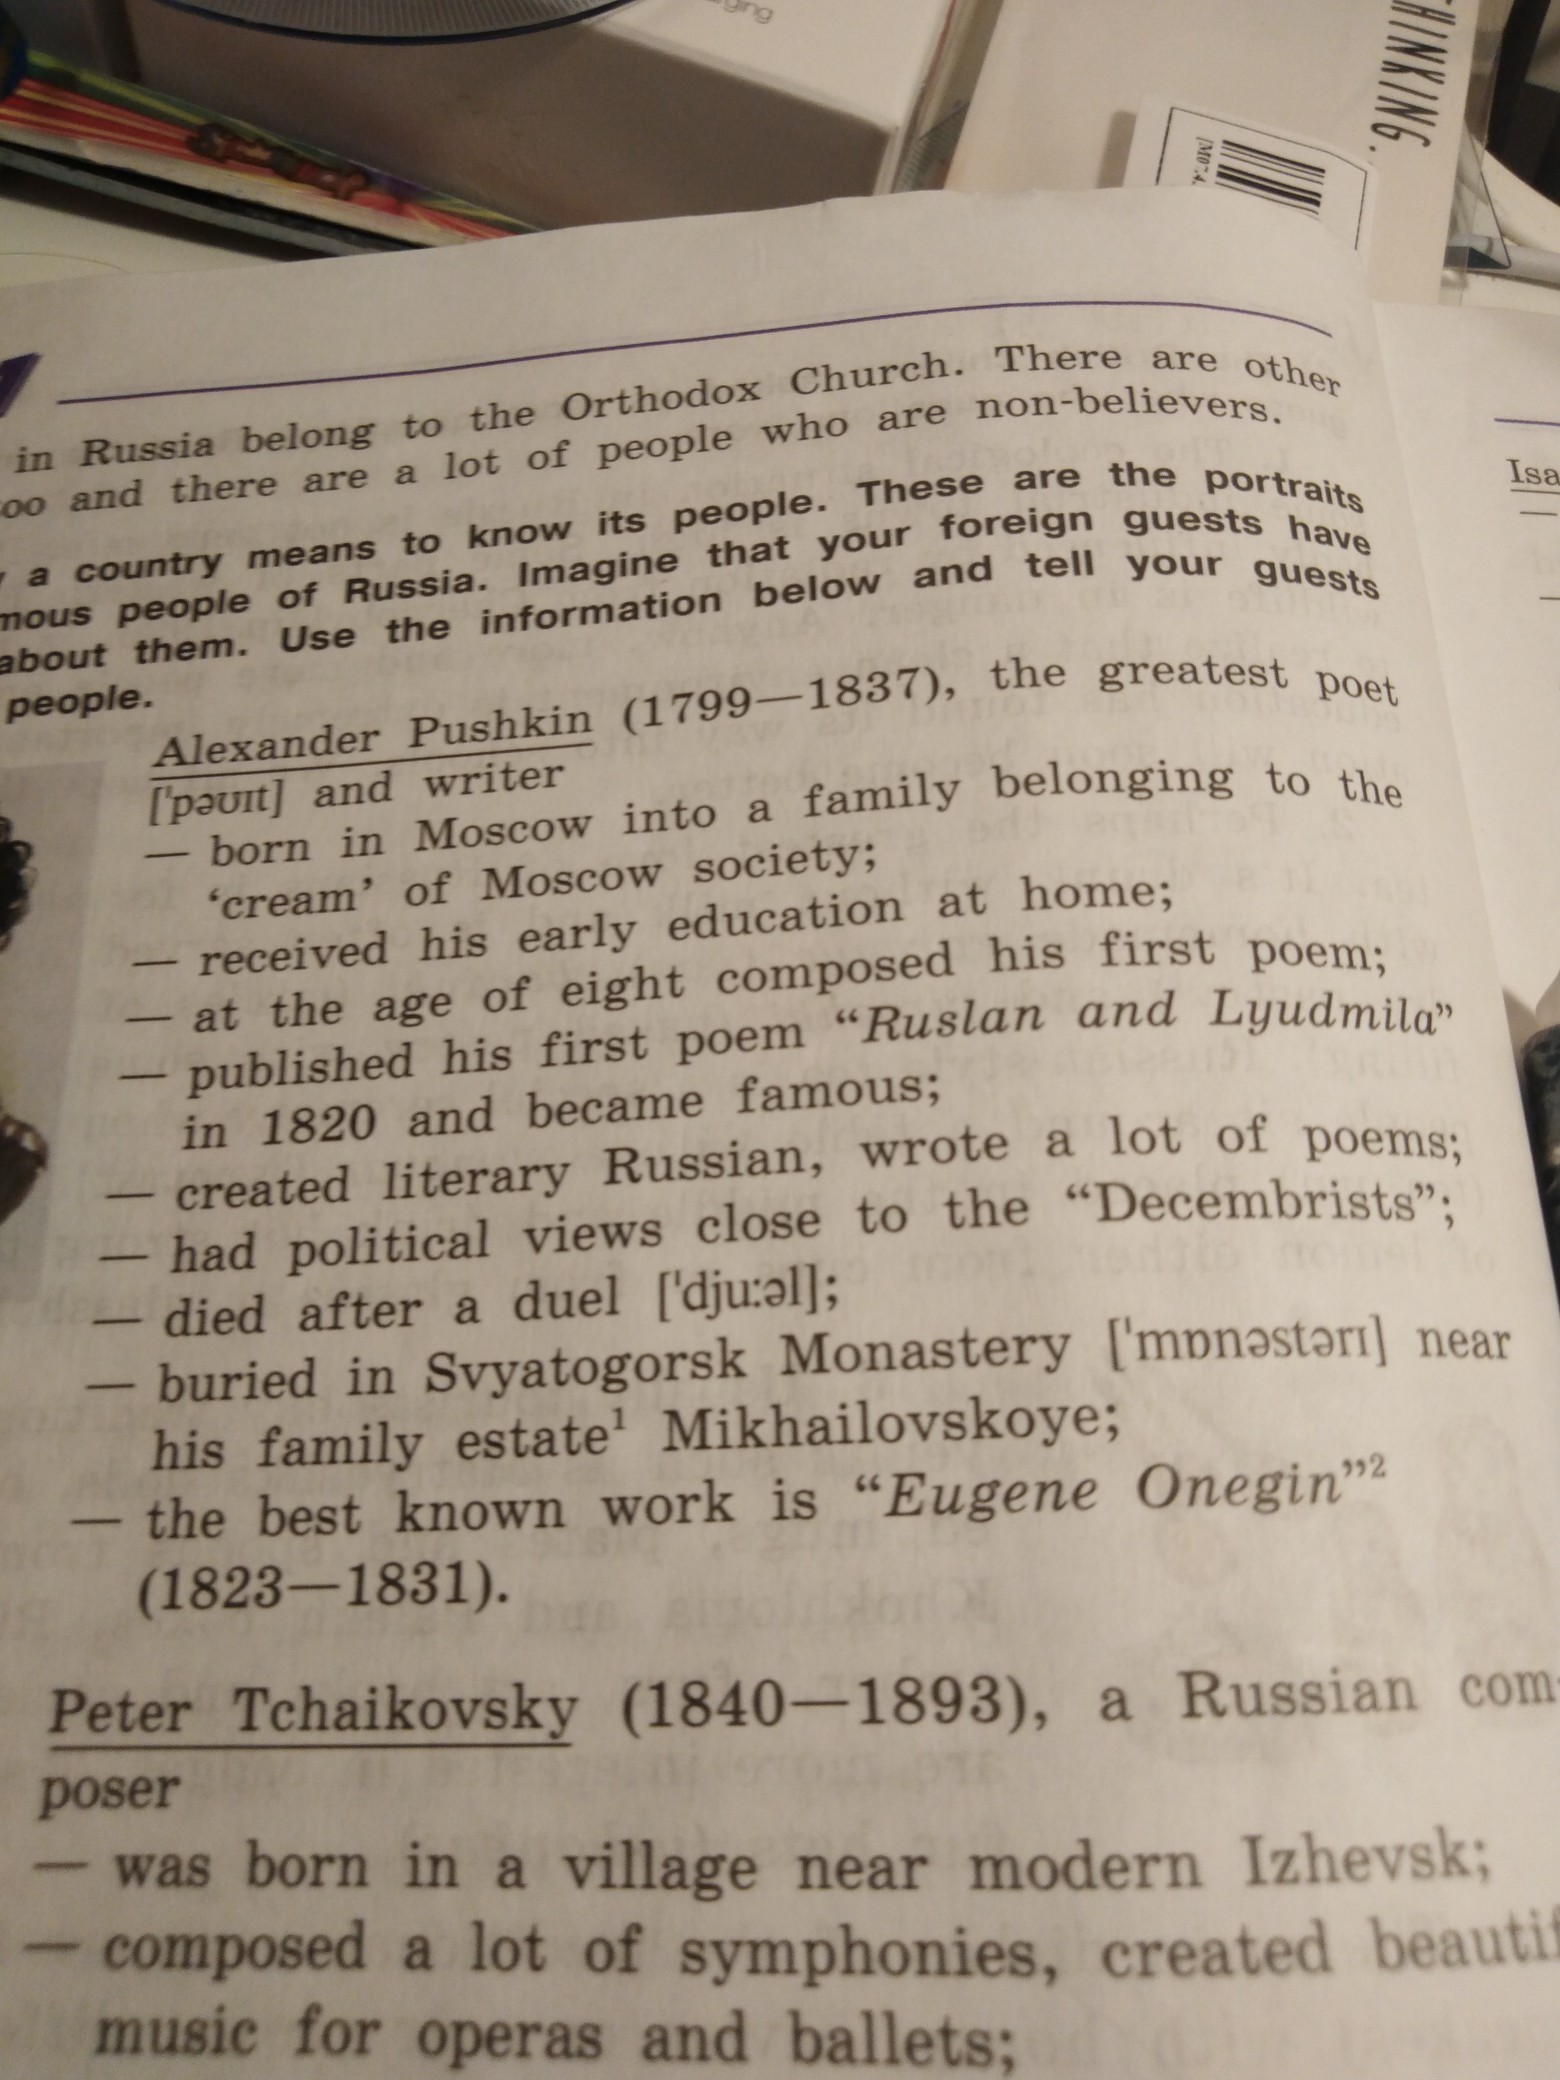 THINKING.
in Russia belong to the Orthodox Church. There are other
and there are a lot of people who are non-believers.
a country means to know its people. These are the portraits
people of Russia. Imagine that your foreign guests have
about them. Use the information below and tell your guests
people.
Alexander Pushkin (1799—1837), the greatest poet
[ˈpəʊɪt] and writer
— born in Moscow into a family belonging to the
‘cream’ of Moscow society;
— received his early education at home;
— at the age of eight composed his first poem;
— published his first poem “Ruslan and Lyudmila”
in 1820 and became famous;
— created literary Russian, wrote a lot of poems;
— had political views close to the “Decembrists”;
— died after a duel [ˈdjuːəl];
— buried in Svyatogorsk Monastery [ˈmɒnəstərɪ] near
his family estate¹ Mikhailovskoye;
— the best known work is “Eugene Onegin”²
(1823—1831).
Peter Tchaikovsky (1840—1893), a Russian com-
poser
— was born in a village near modern Izhevsk;
— composed a lot of symphonies, created beautif
music for operas and ballets;
Isa